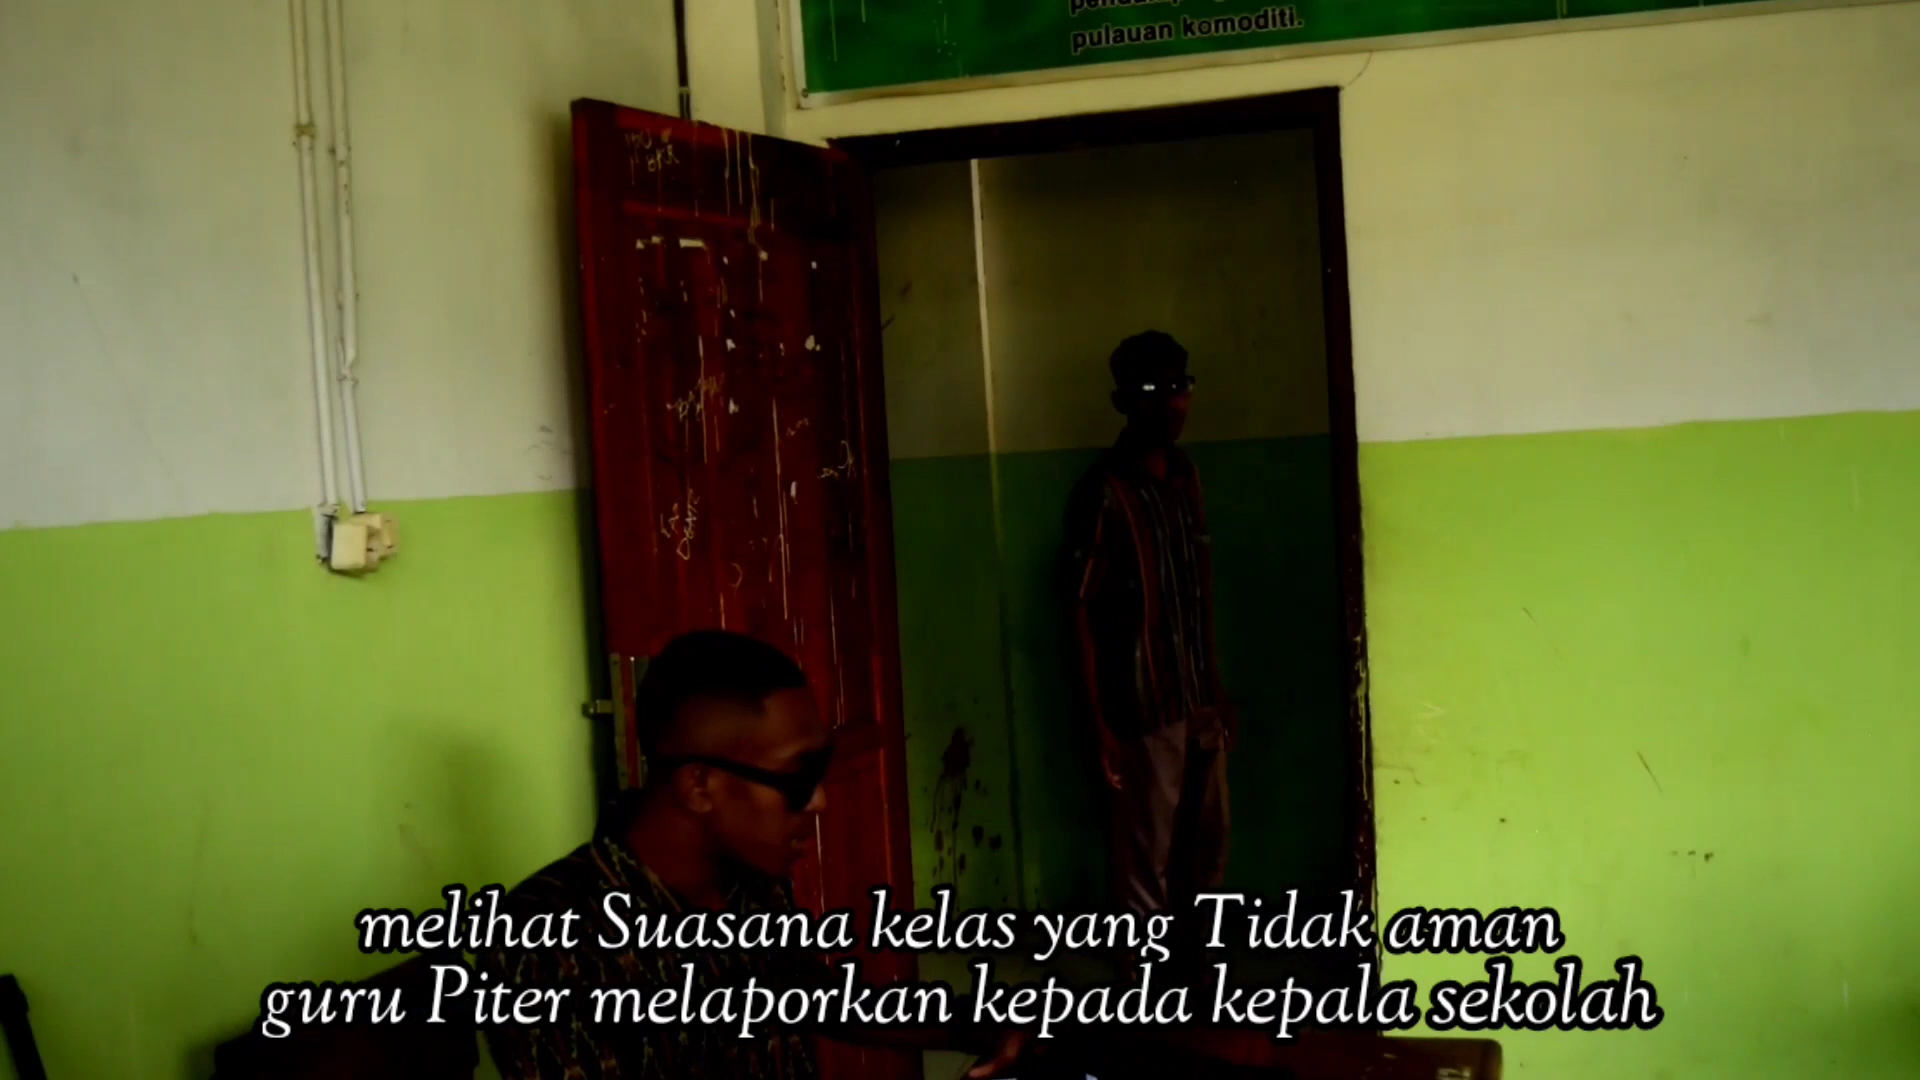 pulauan komoditi.
melihat Suasana kelas yang Tidak aman
guru Piter melaporkan kepada kepala sekolah